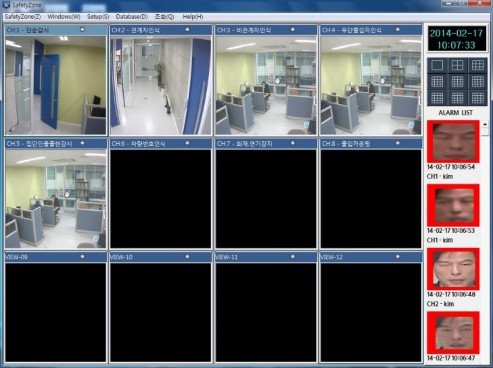 SafetyZone
SafetyZone(Z) Windows(W) Setup(S) Database(D) 조회(Q) Help(H)
CH:1 - 단순감시
CH:2 - 관계자인식
CH:3 - 비관계자인식
CH:4 - 무단출입자인식
2014-02-17
10:07:33
ALARM LIST
14-02-17 10:06:54
CH1 - kim
14-02-17 10:06:53
CH1 - kim
14-02-17 10:06:48
CH2 - kim
14-02-17 10:06:47
CH:5 - 집단인물출현감시
CH:6 - 차량번호인식
CH:7 - 화재,연기감지
CH:8 - 출입카운팅
VIEW-09
VIEW-10
VIEW-11
VIEW-12